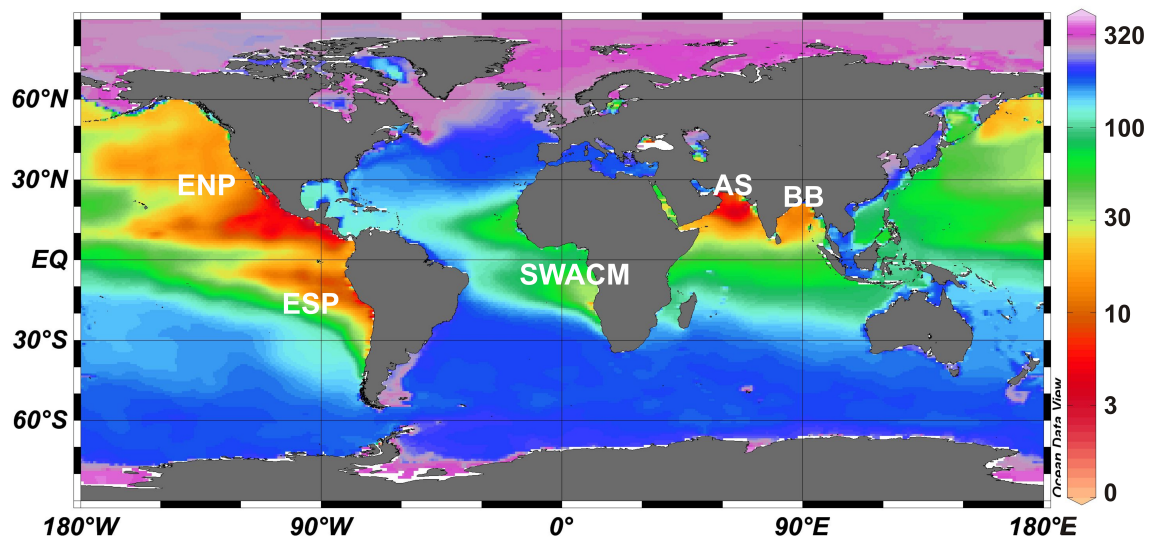 320
60°N
100
30°N
ENP
AS
BB
30
EQ
SWACM
ESP
10
30°S
3
60°S
Ocean Data View
0
180°W
90°W
0°
90°E
180°E